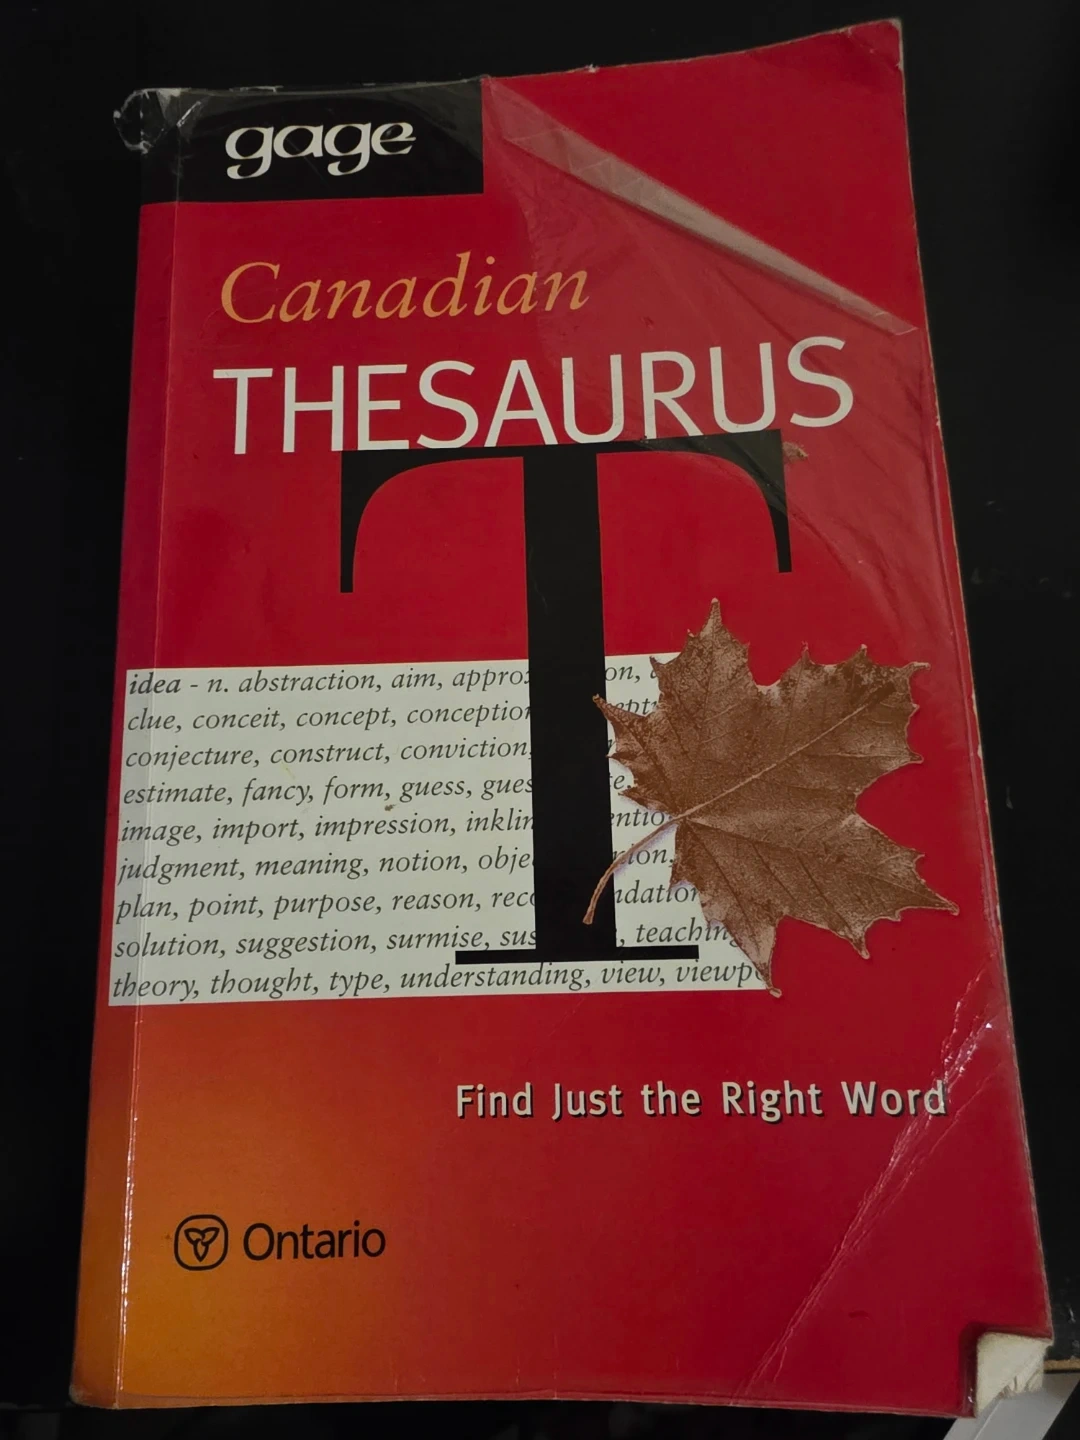 gage
Canadian
THESAURUS
T
idea - n. abstraction, aim,
clue, conceit, concept,
conjecture, construct, conviction,
estimate, fancy, form, guess,
image, import, impression,
judgment, meaning, notion,
plan, point, purpose, reason,
solution, suggestion, surmise, teaching
theory, thought, type, understanding, view,
Find Just the Right Word
Ontario